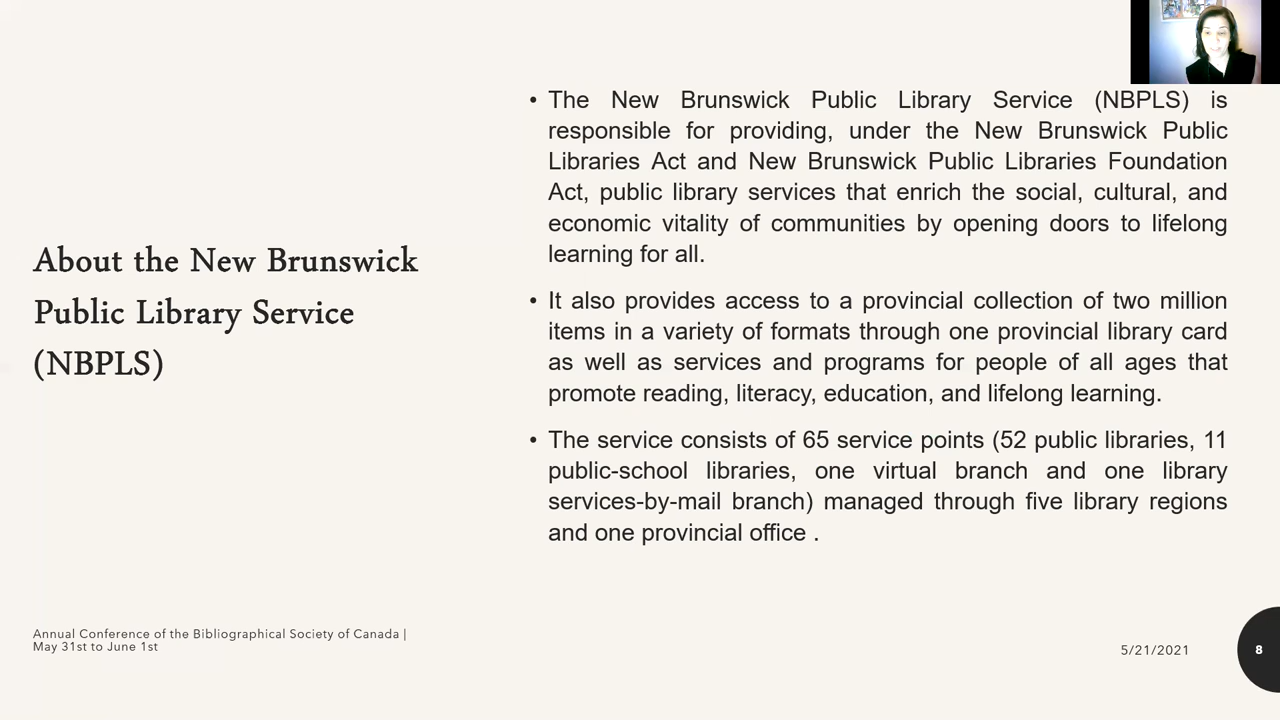 About the New Brunswick
Public Library Service
(NBPLS)
• The New Brunswick Public Library Service (NBPLS) is
responsible for providing, under the New Brunswick Public
Libraries Act and New Brunswick Public Libraries Foundation
Act, public library services that enrich the social, cultural, and
economic vitality of communities by opening doors to lifelong
learning for all.
• It also provides access to a provincial collection of two million
items in a variety of formats through one provincial library card
as well as services and programs for people of all ages that
promote reading, literacy, education, and lifelong learning.
• The service consists of 65 service points (52 public libraries, 11
public-school libraries, one virtual branch and one library
services-by-mail branch) managed through five library regions
and one provincial office .
Annual Conference of the Bibliographical Society of Canada |
May 31st to June 1st
5/21/2021
8